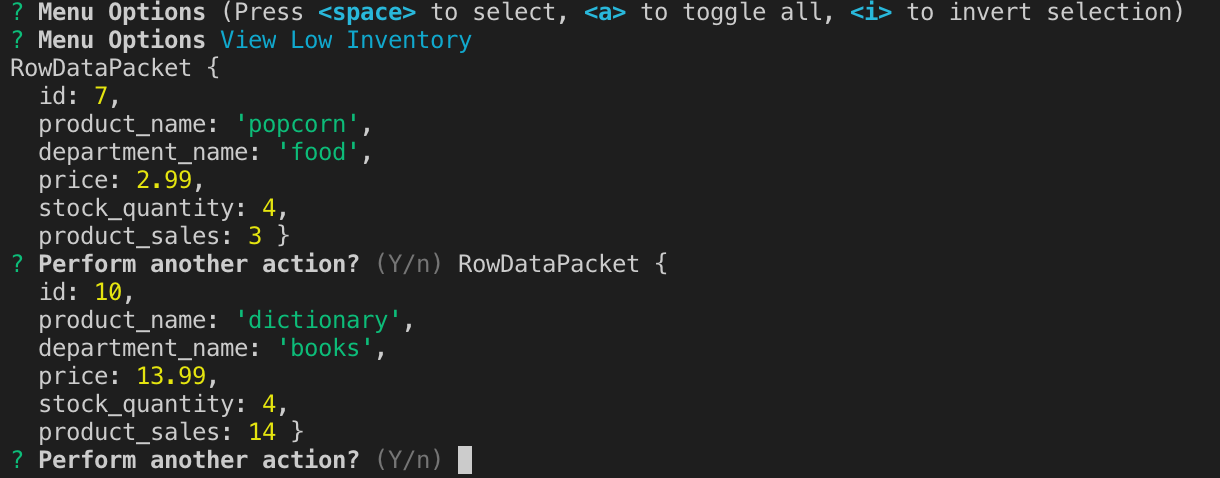 ? Menu Options (Press <space> to select, <a> to toggle all, <i> to invert selection)
? Menu Options View Low Inventory
RowDataPacket {
  id: 7,
  product_name: 'popcorn',
  department_name: 'food',
  price: 2.99,
  stock_quantity: 4,
  product_sales: 3 }
? Perform another action? (Y/n) RowDataPacket {
  id: 10,
  product_name: 'dictionary',
  department_name: 'books',
  price: 13.99,
  stock_quantity: 4,
  product_sales: 14 }
? Perform another action? (Y/n)